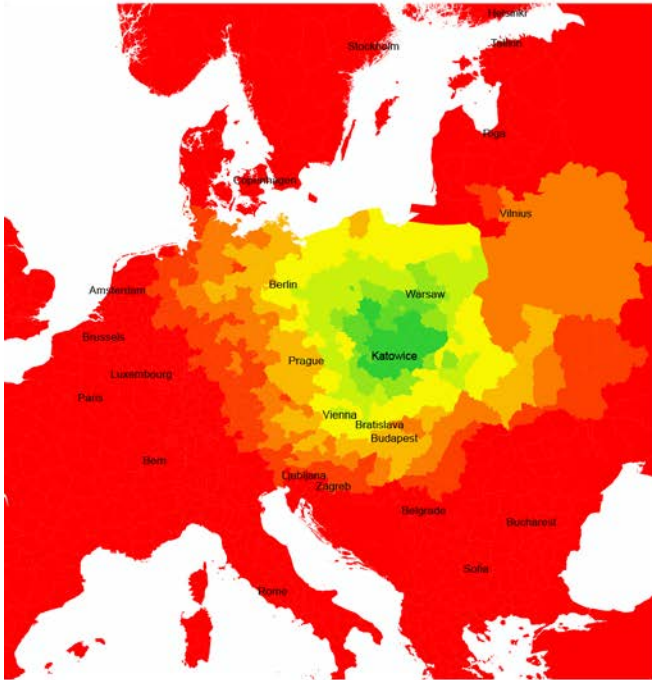 Helsinki
Stockholm
Tallinn
Riga
Copenhagen
Vilnius
Amsterdam
Berlin
Warsaw
Brussels
Katowice
Prague
Luxembourg
Paris
Vienna
Bratislava
Budapest
Bern
Ljubljana
Zagreb
Belgrade
Bucharest
Sofia
Rome